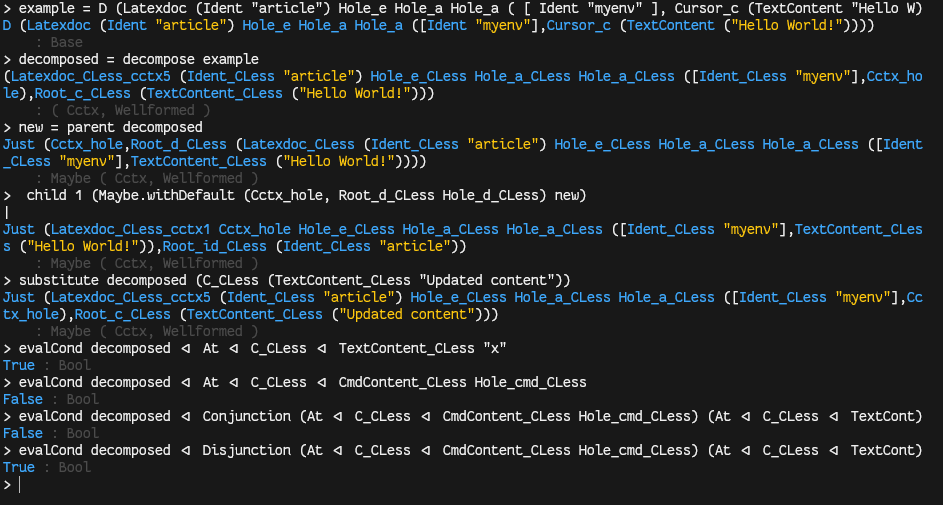 > example = D (Latexdoc (Ident "article") Hole_e Hole_a Hole_a ( [ Ident "myenv" ], Cursor_c (TextContent "Hello W)
D (Latexdoc (Ident "article") Hole_e Hole_a Hole_a ([Ident "myenv"],Cursor_c (TextContent ("Hello World!"))))
: Base
> decomposed = decompose example
(Latexdoc_CLess_cctx5 (Ident_CLess "article") Hole_e_CLess Hole_a_CLess Hole_a_CLess ([Ident_CLess "myenv"],Cctx_ho
le),Root_c_CLess (TextContent_CLess ("Hello World!")))
: ( Cctx, Wellformed )
> new = parent decomposed
Just (Cctx_hole,Root_d_CLess (Latexdoc_CLess (Ident_CLess "article") Hole_e_CLess Hole_a_CLess Hole_a_CLess ([Ident
_CLess "myenv"],TextContent_CLess ("Hello World!"))))
: Maybe ( Cctx, Wellformed )
> child 1 (Maybe.withDefault (Cctx_hole, Root_d_CLess Hole_d_CLess) new)
|
Just (Latexdoc_CLess_cctx1 Cctx_hole Hole_e_CLess Hole_a_CLess Hole_a_CLess ([Ident_CLess "myenv"],TextContent_CLes
s ("Hello World!")),Root_id_CLess (Ident_CLess "article"))
: Maybe ( Cctx, Wellformed )
> substitute decomposed (C_CLess (TextContent_CLess "Updated content"))
Just (Latexdoc_CLess_cctx5 (Ident_CLess "article") Hole_e_CLess Hole_a_CLess Hole_a_CLess ([Ident_CLess "myenv"],Cc
tx_hole),Root_c_CLess (TextContent_CLess ("Updated content")))
: Maybe ( Cctx, Wellformed )
> evalCond decomposed ⊲ At ⊲ C_CLess ⊲ TextContent_CLess "x"
True : Bool
> evalCond decomposed ⊲ At ⊲ C_CLess ⊲ CmdContent_CLess Hole_cmd_CLess
False : Bool
> evalCond decomposed ⊲ Conjunction (At ⊲ C_CLess ⊲ CmdContent_CLess Hole_cmd_CLess) (At ⊲ C_CLess ⊲ TextCont)
False : Bool
> evalCond decomposed ⊲ Disjunction (At ⊲ C_CLess ⊲ CmdContent_CLess Hole_cmd_CLess) (At ⊲ C_CLess ⊲ TextCont)
True : Bool
>